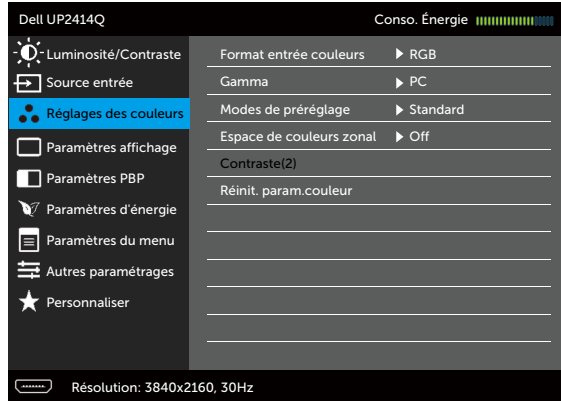 Dell UP2414Q
Conso. Énergie
Luminosité/Contraste
Source entrée
Réglages des couleurs
Paramètres affichage
Paramètres PBP
Paramètres d'énergie
Paramètres du menu
Autres paramétrages
Personnaliser
Format entrée couleurs RGB
Gamma PC
Modes de préréglage Standard
Espace de couleurs zonal Off
Contraste(2)
Réinit. param.couleur
Résolution: 3840x2160, 30Hz